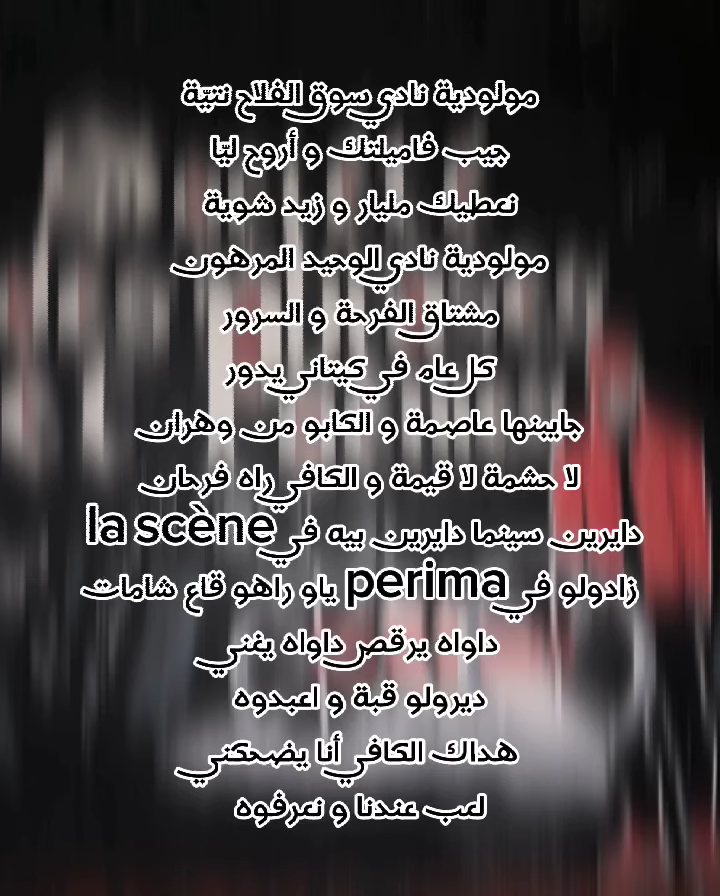 مولودية نادي سوق الفلاح نتيّة
جيب فاميلتك و أروح ليّا
نعطيك مليار و زيد شوية
مولودية نادي الوحيد المرهون
مشتاق الفرحة و السرور
كل عام في كيتاني يدور
جايبنها عاصمة و الكابو من وهران
لا حشمة لا قيمة و الكافي راه فرحان
دايرين سينما دايرين بيه في la scène
زادولو في perima ياو راهو قاع شامات
داواه يرقص داواه يغني
ديرولو قبة و اعبدوه
هداك الكافي أنا يضحكني
لعب عندنا و نعرفوه